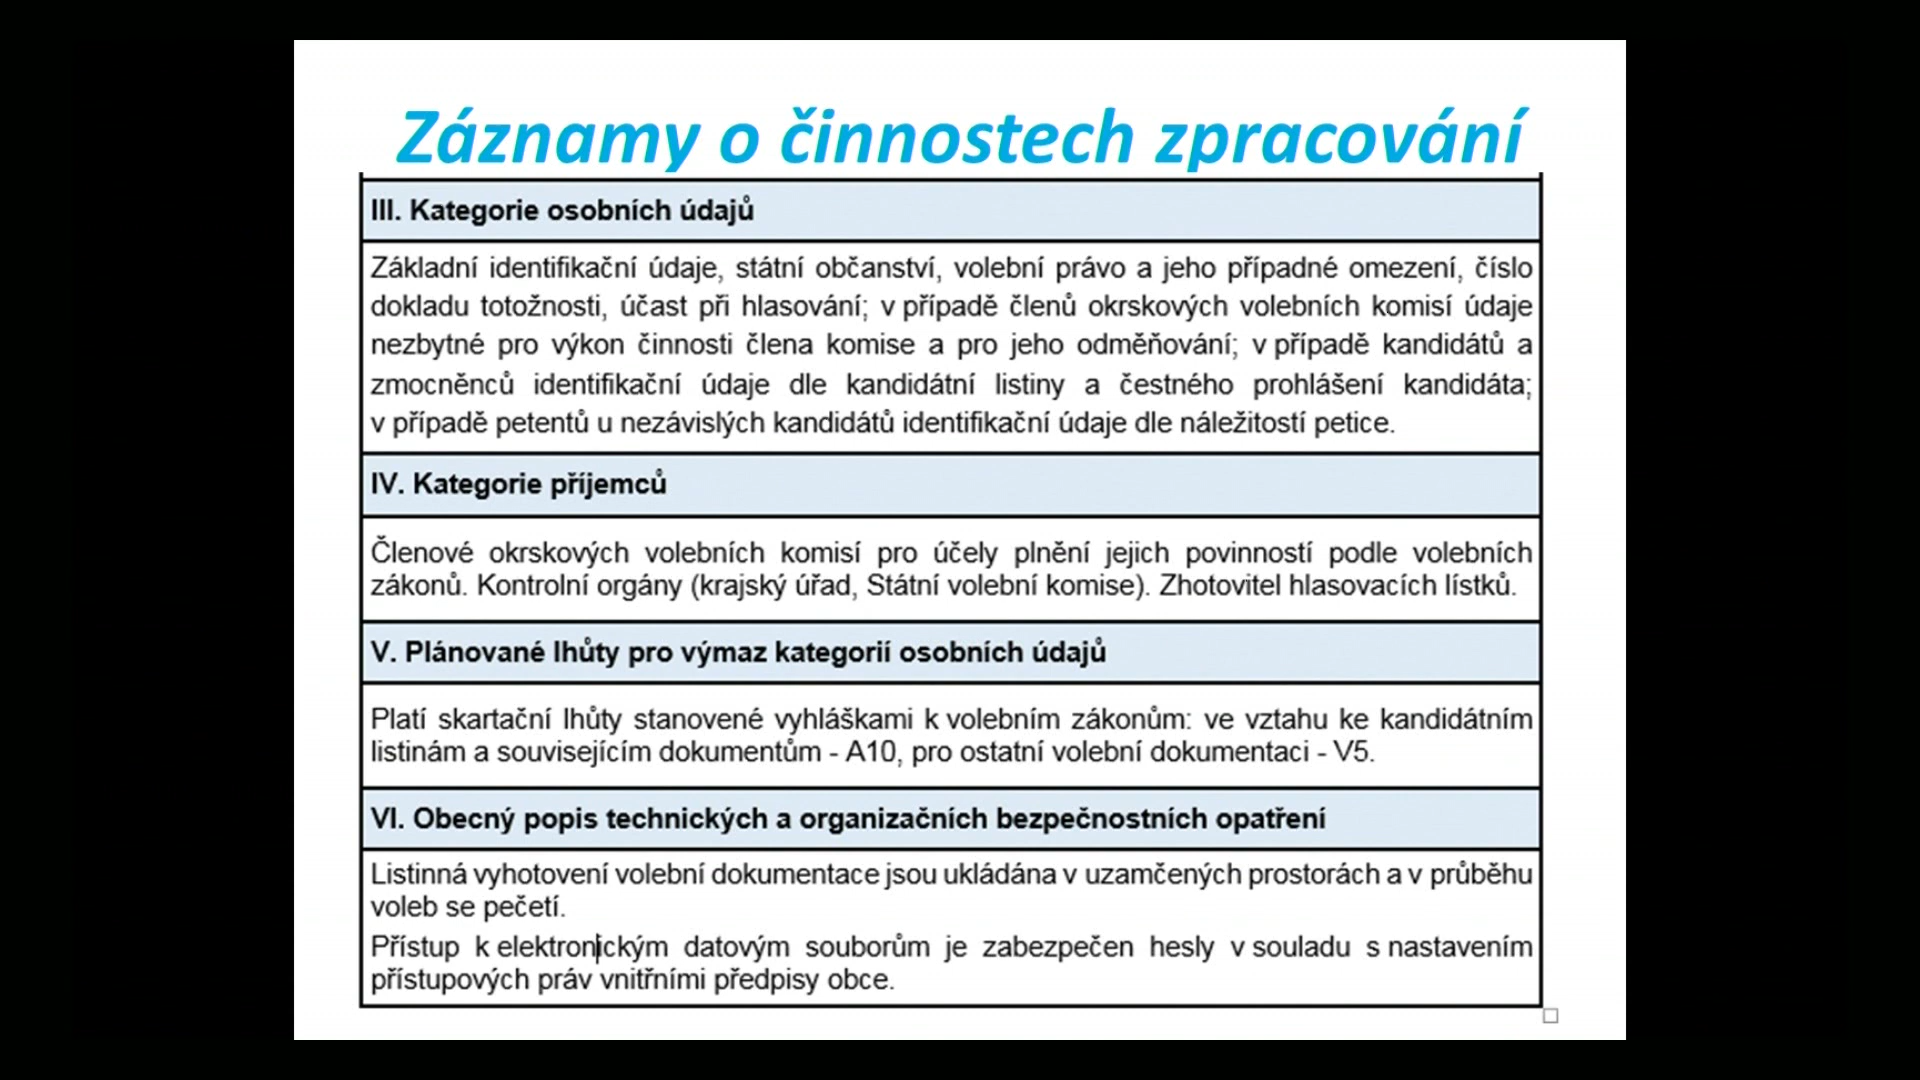 Záznamy o činnostech zpracování
III. Kategorie osobních údajů
Základní identifikační údaje, státní občanství, volební právo a jeho případné omezení, číslo
dokladu totožnosti, účast při hlasování; v případě členů okrskových volebních komisí údaje
nezbytné pro výkon činnosti člena komise a pro jeho odměňování; v případě kandidátů a
zmocněnců identifikační údaje dle kandidátní listiny a čestného prohlášení kandidáta;
v případě petentů u nezávislých kandidátů identifikační údaje dle náležitostí petice.
IV. Kategorie příjemců
Členové okrskových volebních komisí pro účely plnění jejich povinností podle volebních
zákonů. Kontrolní orgány (krajský úřad, Státní volební komise). Zhotovitel hlasovacích lístků.
V. Plánované lhůty pro výmaz kategorií osobních údajů
Platí skartační lhůty stanovené vyhláškami k volebním zákonům: ve vztahu ke kandidátním
listinám a souvisejícím dokumentům - A10, pro ostatní volební dokumentaci - V5.
VI. Obecný popis technických a organizačních bezpečnostních opatření
Listinná vyhotovení volební dokumentace jsou ukládána v uzamčených prostorách a v průběhu
voleb se pečetí.
Přístup k elektronickým datovým souborům je zabezpečen hesly v souladu s nastavením
přístupových práv vnitřními předpisy obce.